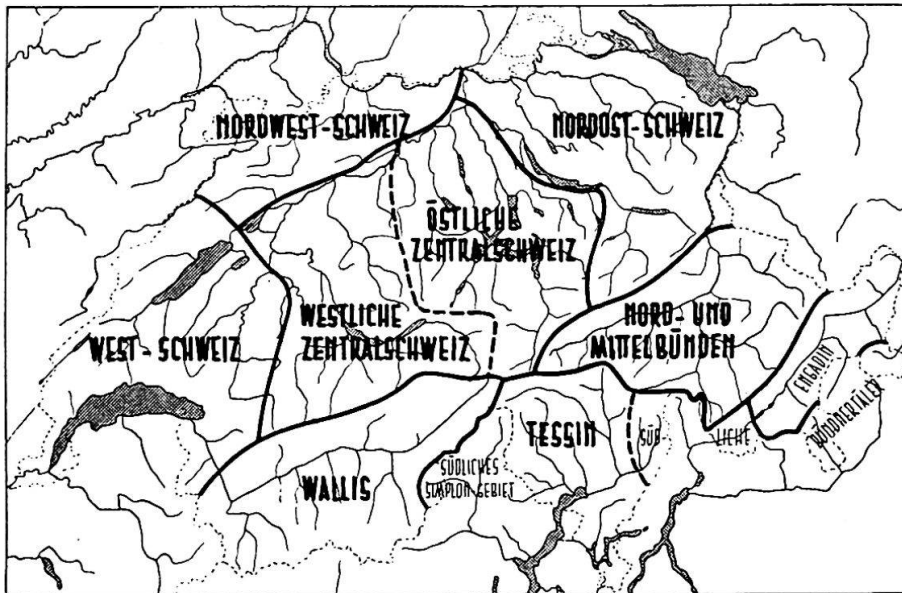 NORDWEST-SCHWEIZ
NORDOST-SCHWEIZ
ÖSTLICHE
ZENTRALSCHWEIZ
WESTLICHE
ZENTRALSCHWEIZ
WEST-SCHWEIZ
NORD- UND
MITTELBÜNDEN
ENGADIN
BÜNDNERTÄLER
TESSIN
SÜD-
LICHE
SÜDLICHES
SIMPLON GEBIET
WALLIS